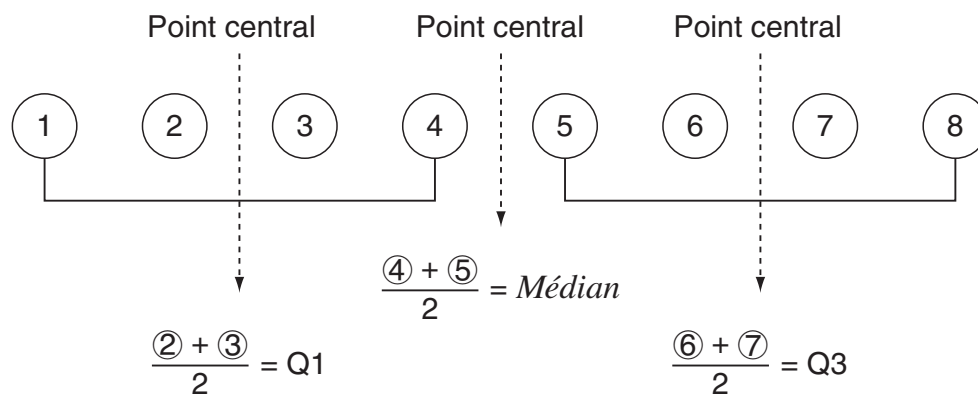 Point central Point central Point central
1 2 3 4 5 6 7 8
(④ + ⑤) / 2 = Médian
(② + ③) / 2 = Q1
(⑥ + ⑦) / 2 = Q3